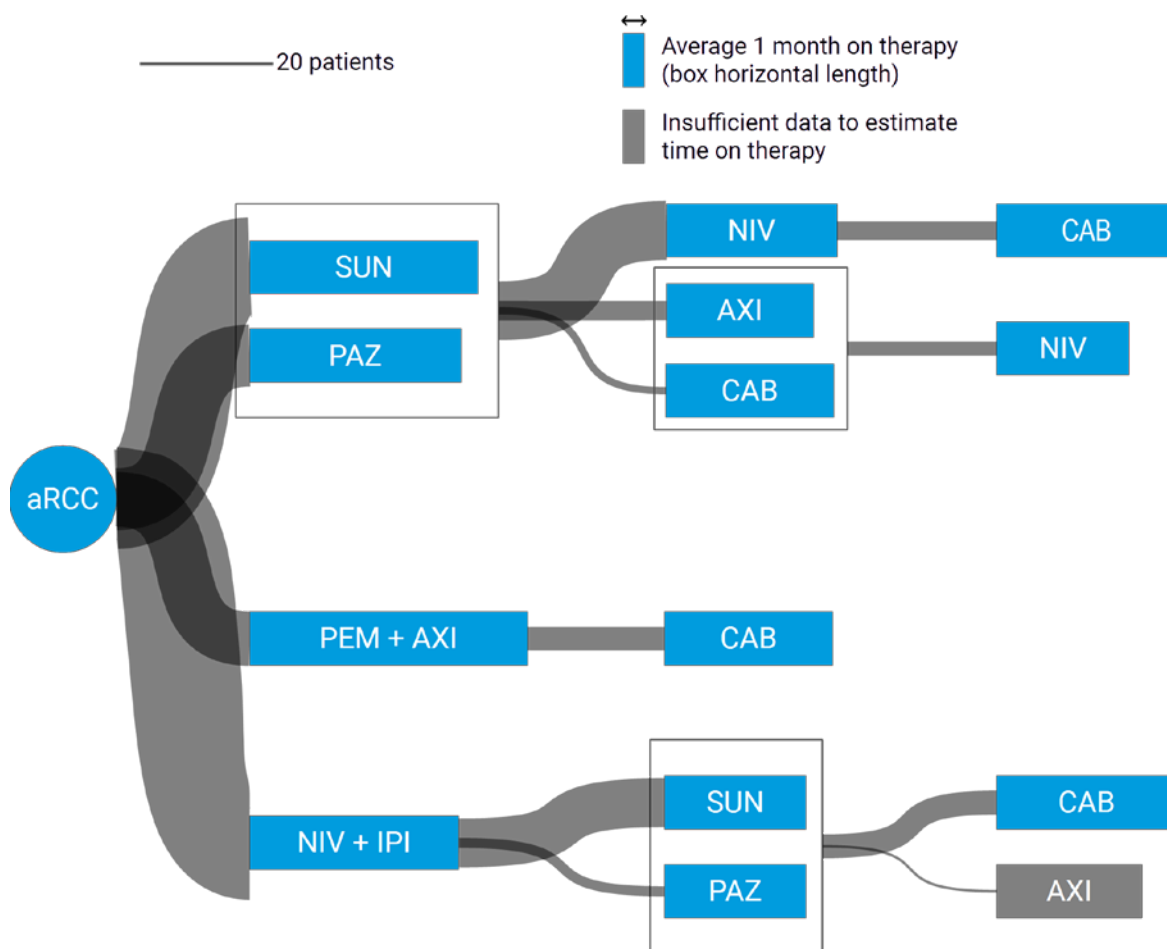 20 patients
Average 1 month on therapy
(box horizontal length)
Insufficient data to estimate
time on therapy
SUN
PAZ
NIV
CAB
AXI
CAB
NIV
aRCC
PEM + AXI
CAB
NIV + IPI
SUN
PAZ
CAB
AXI